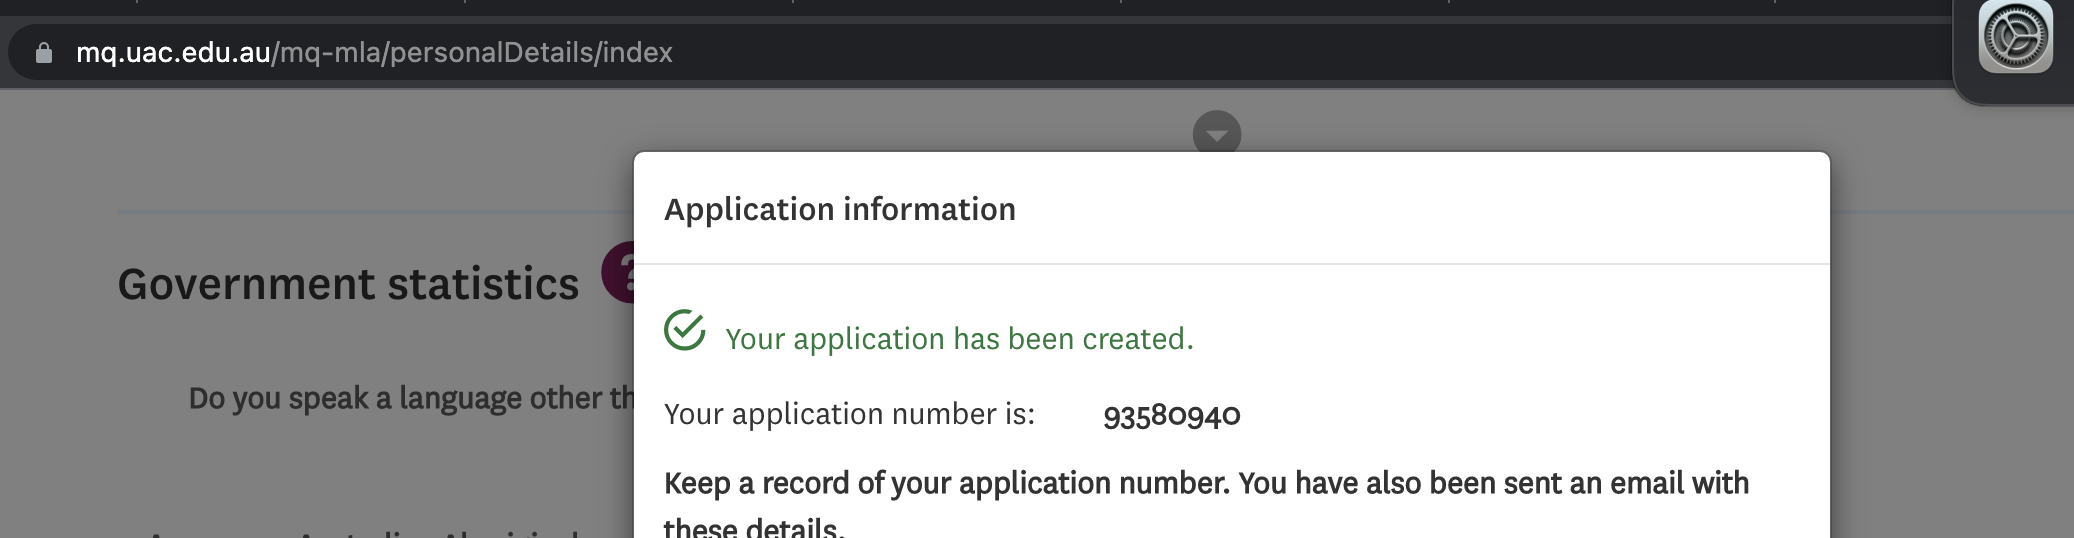 mq.uac.edu.au/mq-mla/personalDetails/index
Application information
Government statistics ?
Your application has been created.
Do you speak a language other th
Your application number is: 93580940
Keep a record of your application number. You have also been sent an email with
these details.